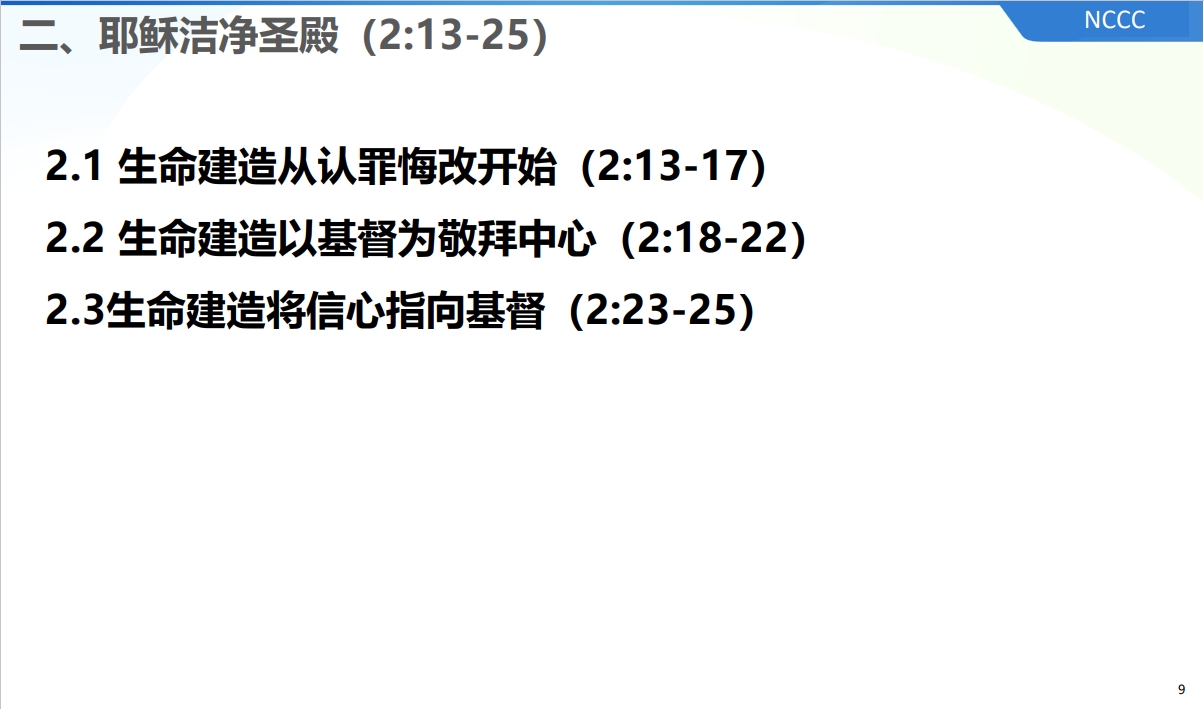 二、耶稣洁净圣殿（2:13-25）
NCCC
2.1 生命建造从认罪悔改开始（2:13-17）
2.2 生命建造以基督为敬拜中心（2:18-22）
2.3生命建造将信心指向基督（2:23-25）
9